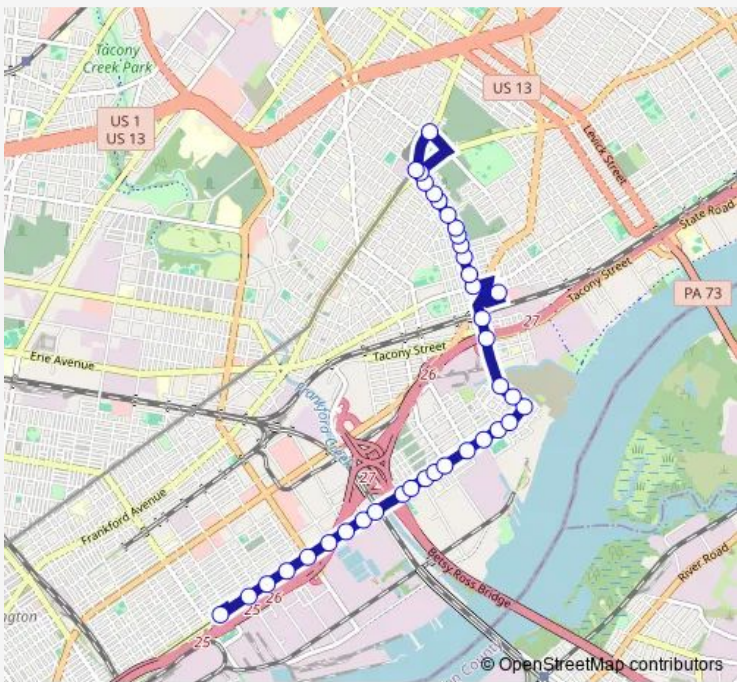 Tacony
Creek Park
US 13
US 1
US 13
Levick Street
State Road
Tacony Street
PA 73
27
Erie Avenue
Tacony Street
26
Frankford Creek
27
Frankford Avenue
River Road
Betsy Ross Bridge
26
25
25
© OpenStreetMap contributors